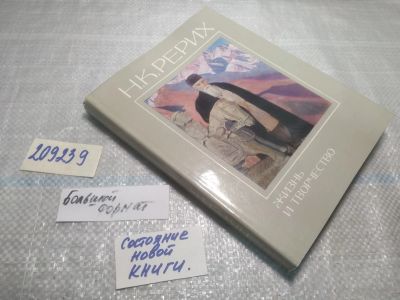 Н.К.РЕРИХ
ЖИЗНЬ
И ТВОРЧЕСТВО
209239
большой
формат
состояние
новой
книги.